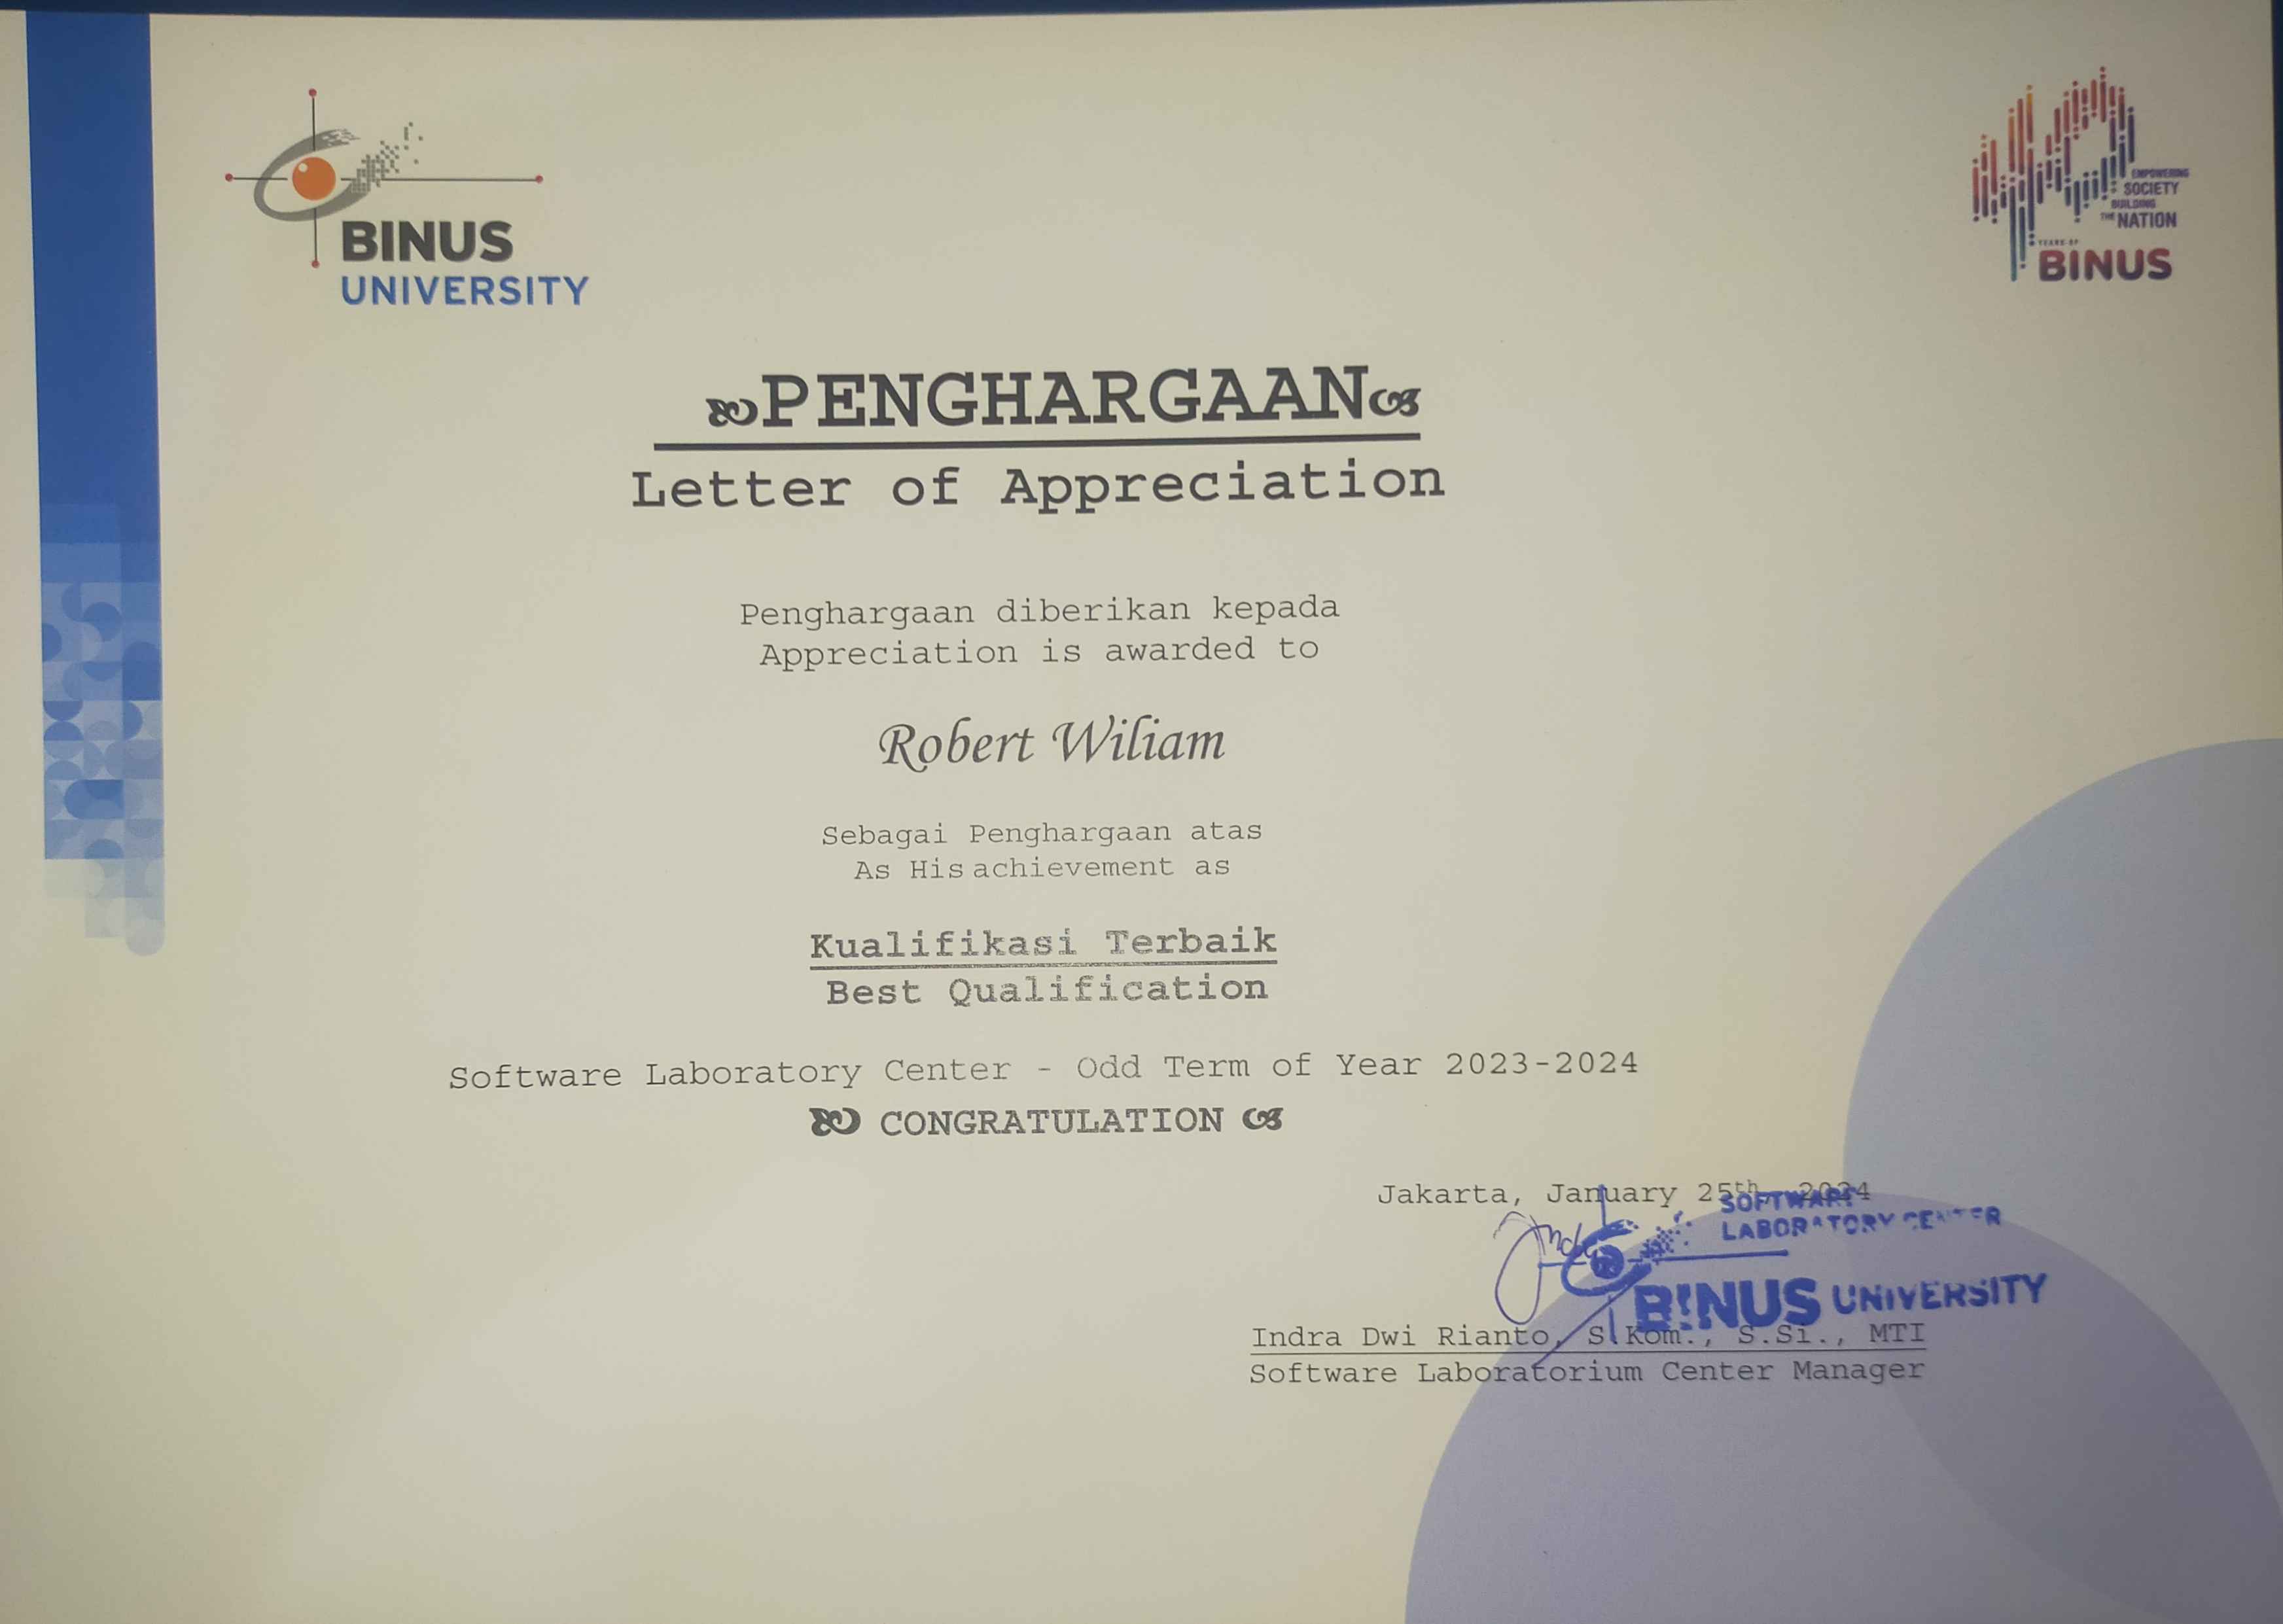 BINUS
UNIVERSITY
EMPOWERING
SOCIETY
BUILDING
THE NATION
YEARS OF
BINUS
PENGHARGAAN
Letter of Appreciation
Penghargaan diberikan kepada
Appreciation is awarded to
Robert Wiliam
Sebagai Penghargaan atas
As His achievement as
Kualifikasi Terbaik
Best Qualification
Software Laboratory Center - Odd Term of Year 2023-2024
CONGRATULATION
Jakarta, January 25th, 2024
SOFTWARE
LABORATORY CENTER
BINUS UNIVERSITY
Indra Dwi Rianto, S.Kom., S.Si., MTI
Software Laboratorium Center Manager